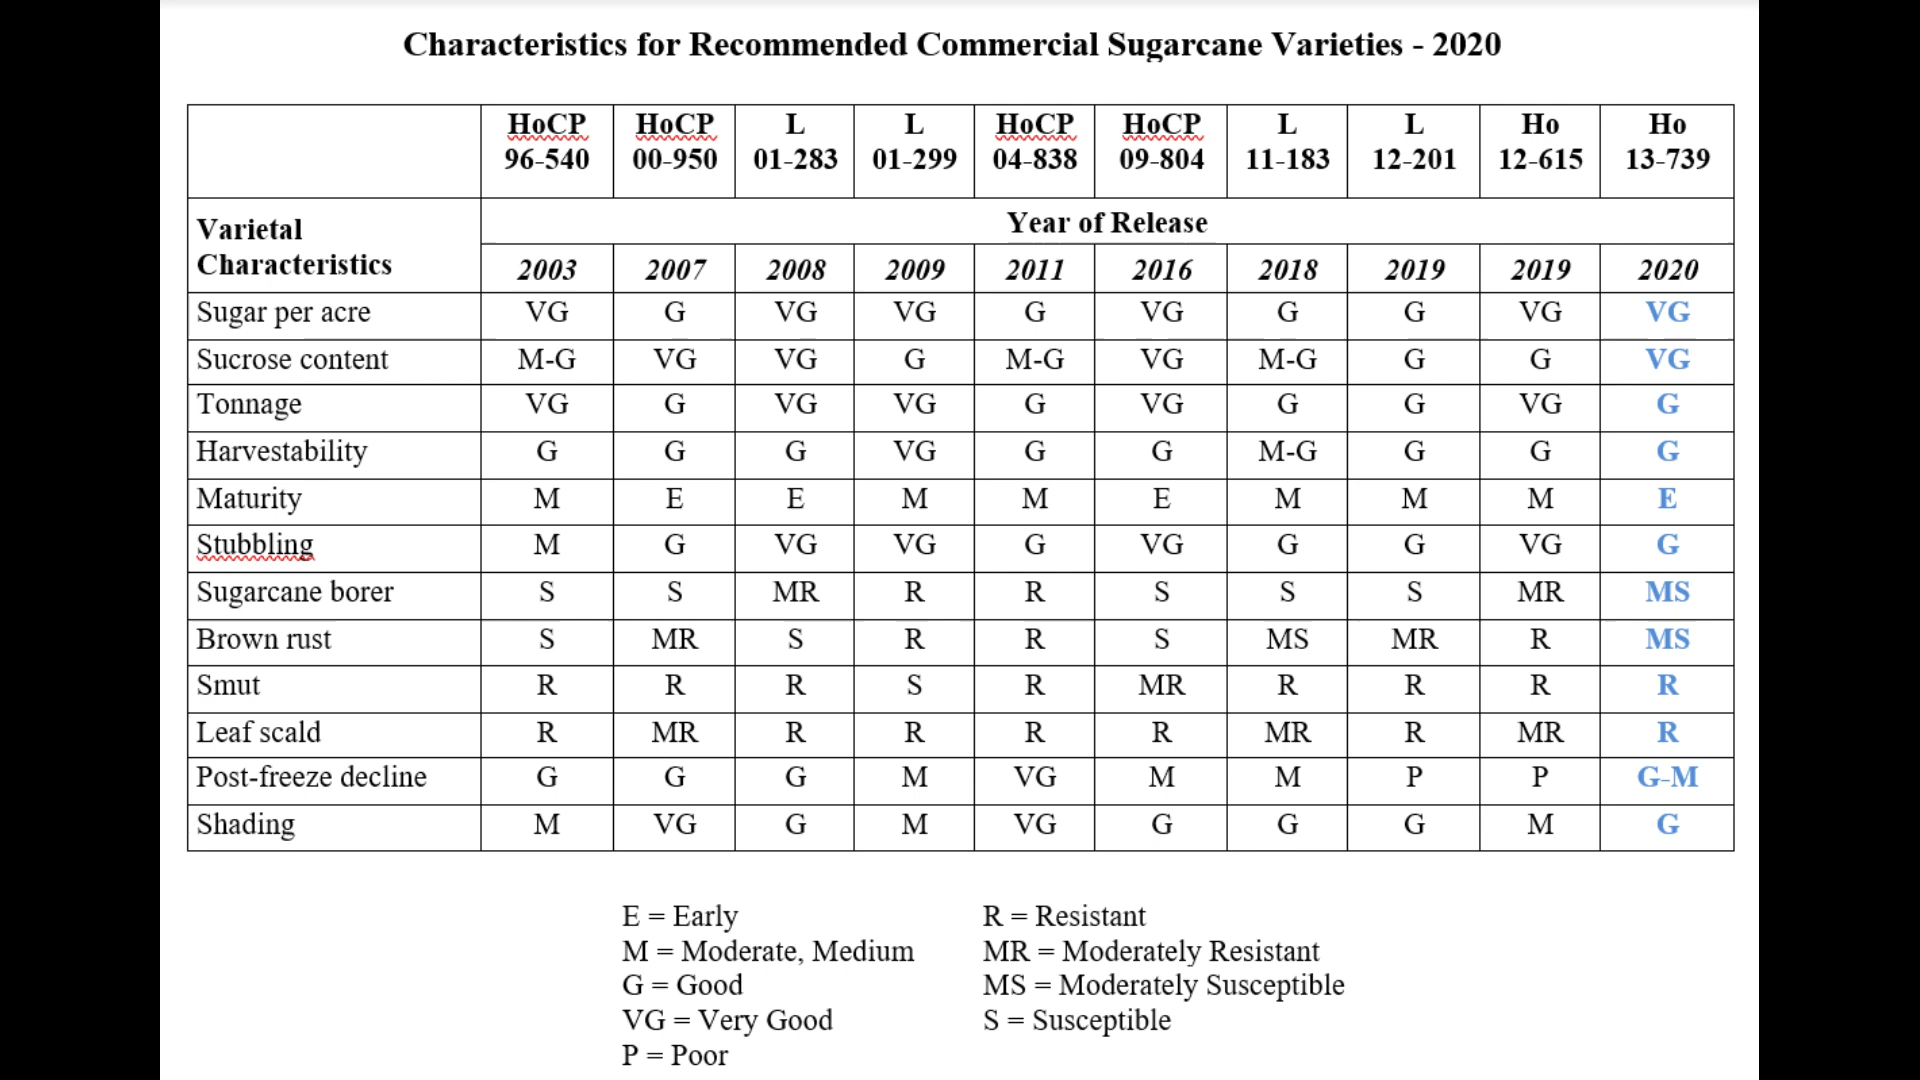 Characteristics for Recommended Commercial Sugarcane Varieties - 2020
HoCP 96-540 HoCP 00-950 L 01-283 L 01-299 HoCP 04-838 HoCP 09-804 L 11-183 L 12-201 Ho 12-615 Ho 13-739
Varietal Characteristics
Year of Release
2003 2007 2008 2009 2011 2016 2018 2019 2019 2020
Sugar per acre VG G VG VG G VG G G VG VG
Sucrose content M-G VG VG G M-G VG M-G G G VG
Tonnage VG G VG VG G VG G G VG G
Harvestability G G G VG G G M-G G G G
Maturity M E E M M E M M M E
Stubbling M G VG VG G VG G G VG G
Sugarcane borer S S MR R R S S S MR MS
Brown rust S MR S R R S MS MR R MS
Smut R R R S R MR R R R R
Leaf scald R MR R R R R MR R MR R
Post-freeze decline G G G M VG M M P P G-M
Shading M VG G M VG G G G M G
E = Early
M = Moderate, Medium
G = Good
VG = Very Good
P = Poor
R = Resistant
MR = Moderately Resistant
MS = Moderately Susceptible
S = Susceptible